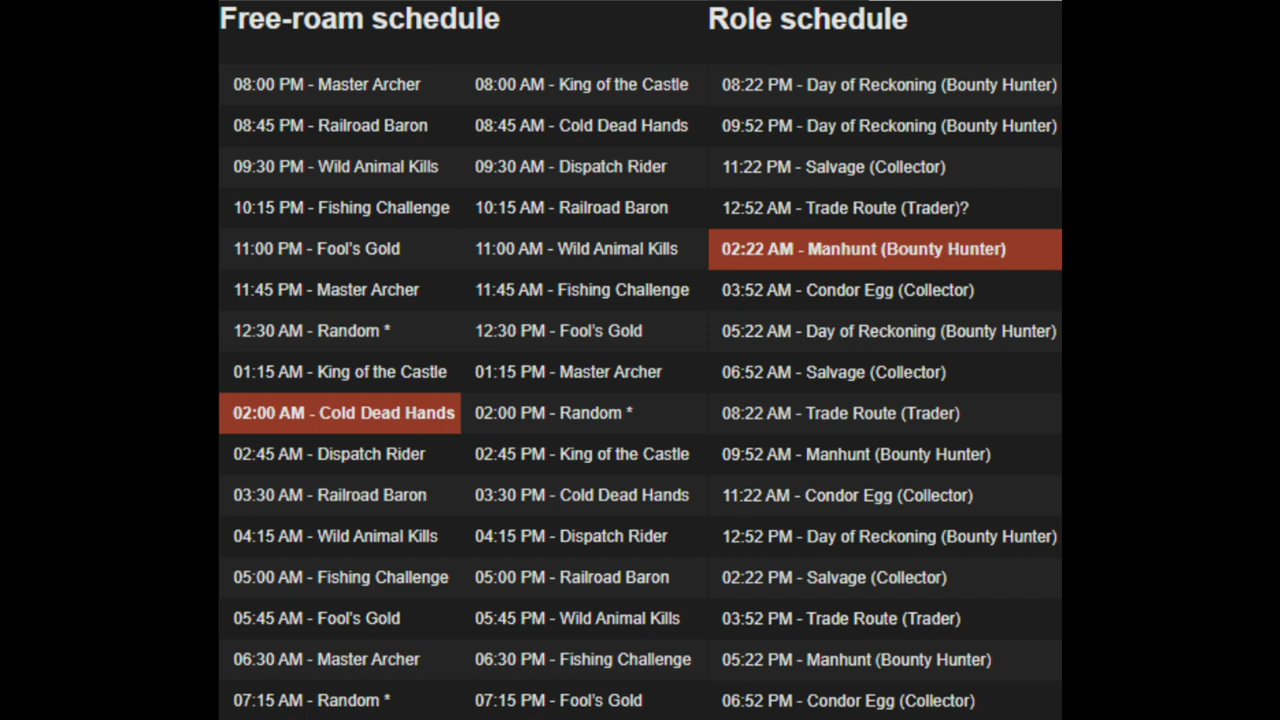 Free-roam schedule
08:00 PM - Master Archer
08:45 PM - Railroad Baron
09:30 PM - Wild Animal Kills
10:15 PM - Fishing Challenge
11:00 PM - Fool's Gold
11:45 PM - Master Archer
12:30 AM - Random *
01:15 AM - King of the Castle
02:00 AM - Cold Dead Hands
02:45 AM - Dispatch Rider
03:30 AM - Railroad Baron
04:15 AM - Wild Animal Kills
05:00 AM - Fishing Challenge
05:45 AM - Fool's Gold
06:30 AM - Master Archer
07:15 AM - Random *
08:00 AM - King of the Castle
08:45 AM - Cold Dead Hands
09:30 AM - Dispatch Rider
10:15 AM - Railroad Baron
11:00 AM - Wild Animal Kills
11:45 AM - Fishing Challenge
12:30 PM - Fool's Gold
01:15 PM - Master Archer
02:00 PM - Random *
02:45 PM - King of the Castle
03:30 PM - Cold Dead Hands
04:15 PM - Dispatch Rider
05:00 PM - Railroad Baron
05:45 PM - Wild Animal Kills
06:30 PM - Fishing Challenge
07:15 PM - Fool's Gold
Role schedule
08:22 PM - Day of Reckoning (Bounty Hunter)
09:52 PM - Day of Reckoning (Bounty Hunter)
11:22 PM - Salvage (Collector)
12:52 AM - Trade Route (Trader)?
02:22 AM - Manhunt (Bounty Hunter)
03:52 AM - Condor Egg (Collector)
05:22 AM - Day of Reckoning (Bounty Hunter)
06:52 AM - Salvage (Collector)
08:22 AM - Trade Route (Trader)
09:52 AM - Manhunt (Bounty Hunter)
11:22 AM - Condor Egg (Collector)
12:52 PM - Day of Reckoning (Bounty Hunter)
02:22 PM - Salvage (Collector)
03:52 PM - Trade Route (Trader)
05:22 PM - Manhunt (Bounty Hunter)
06:52 PM - Condor Egg (Collector)